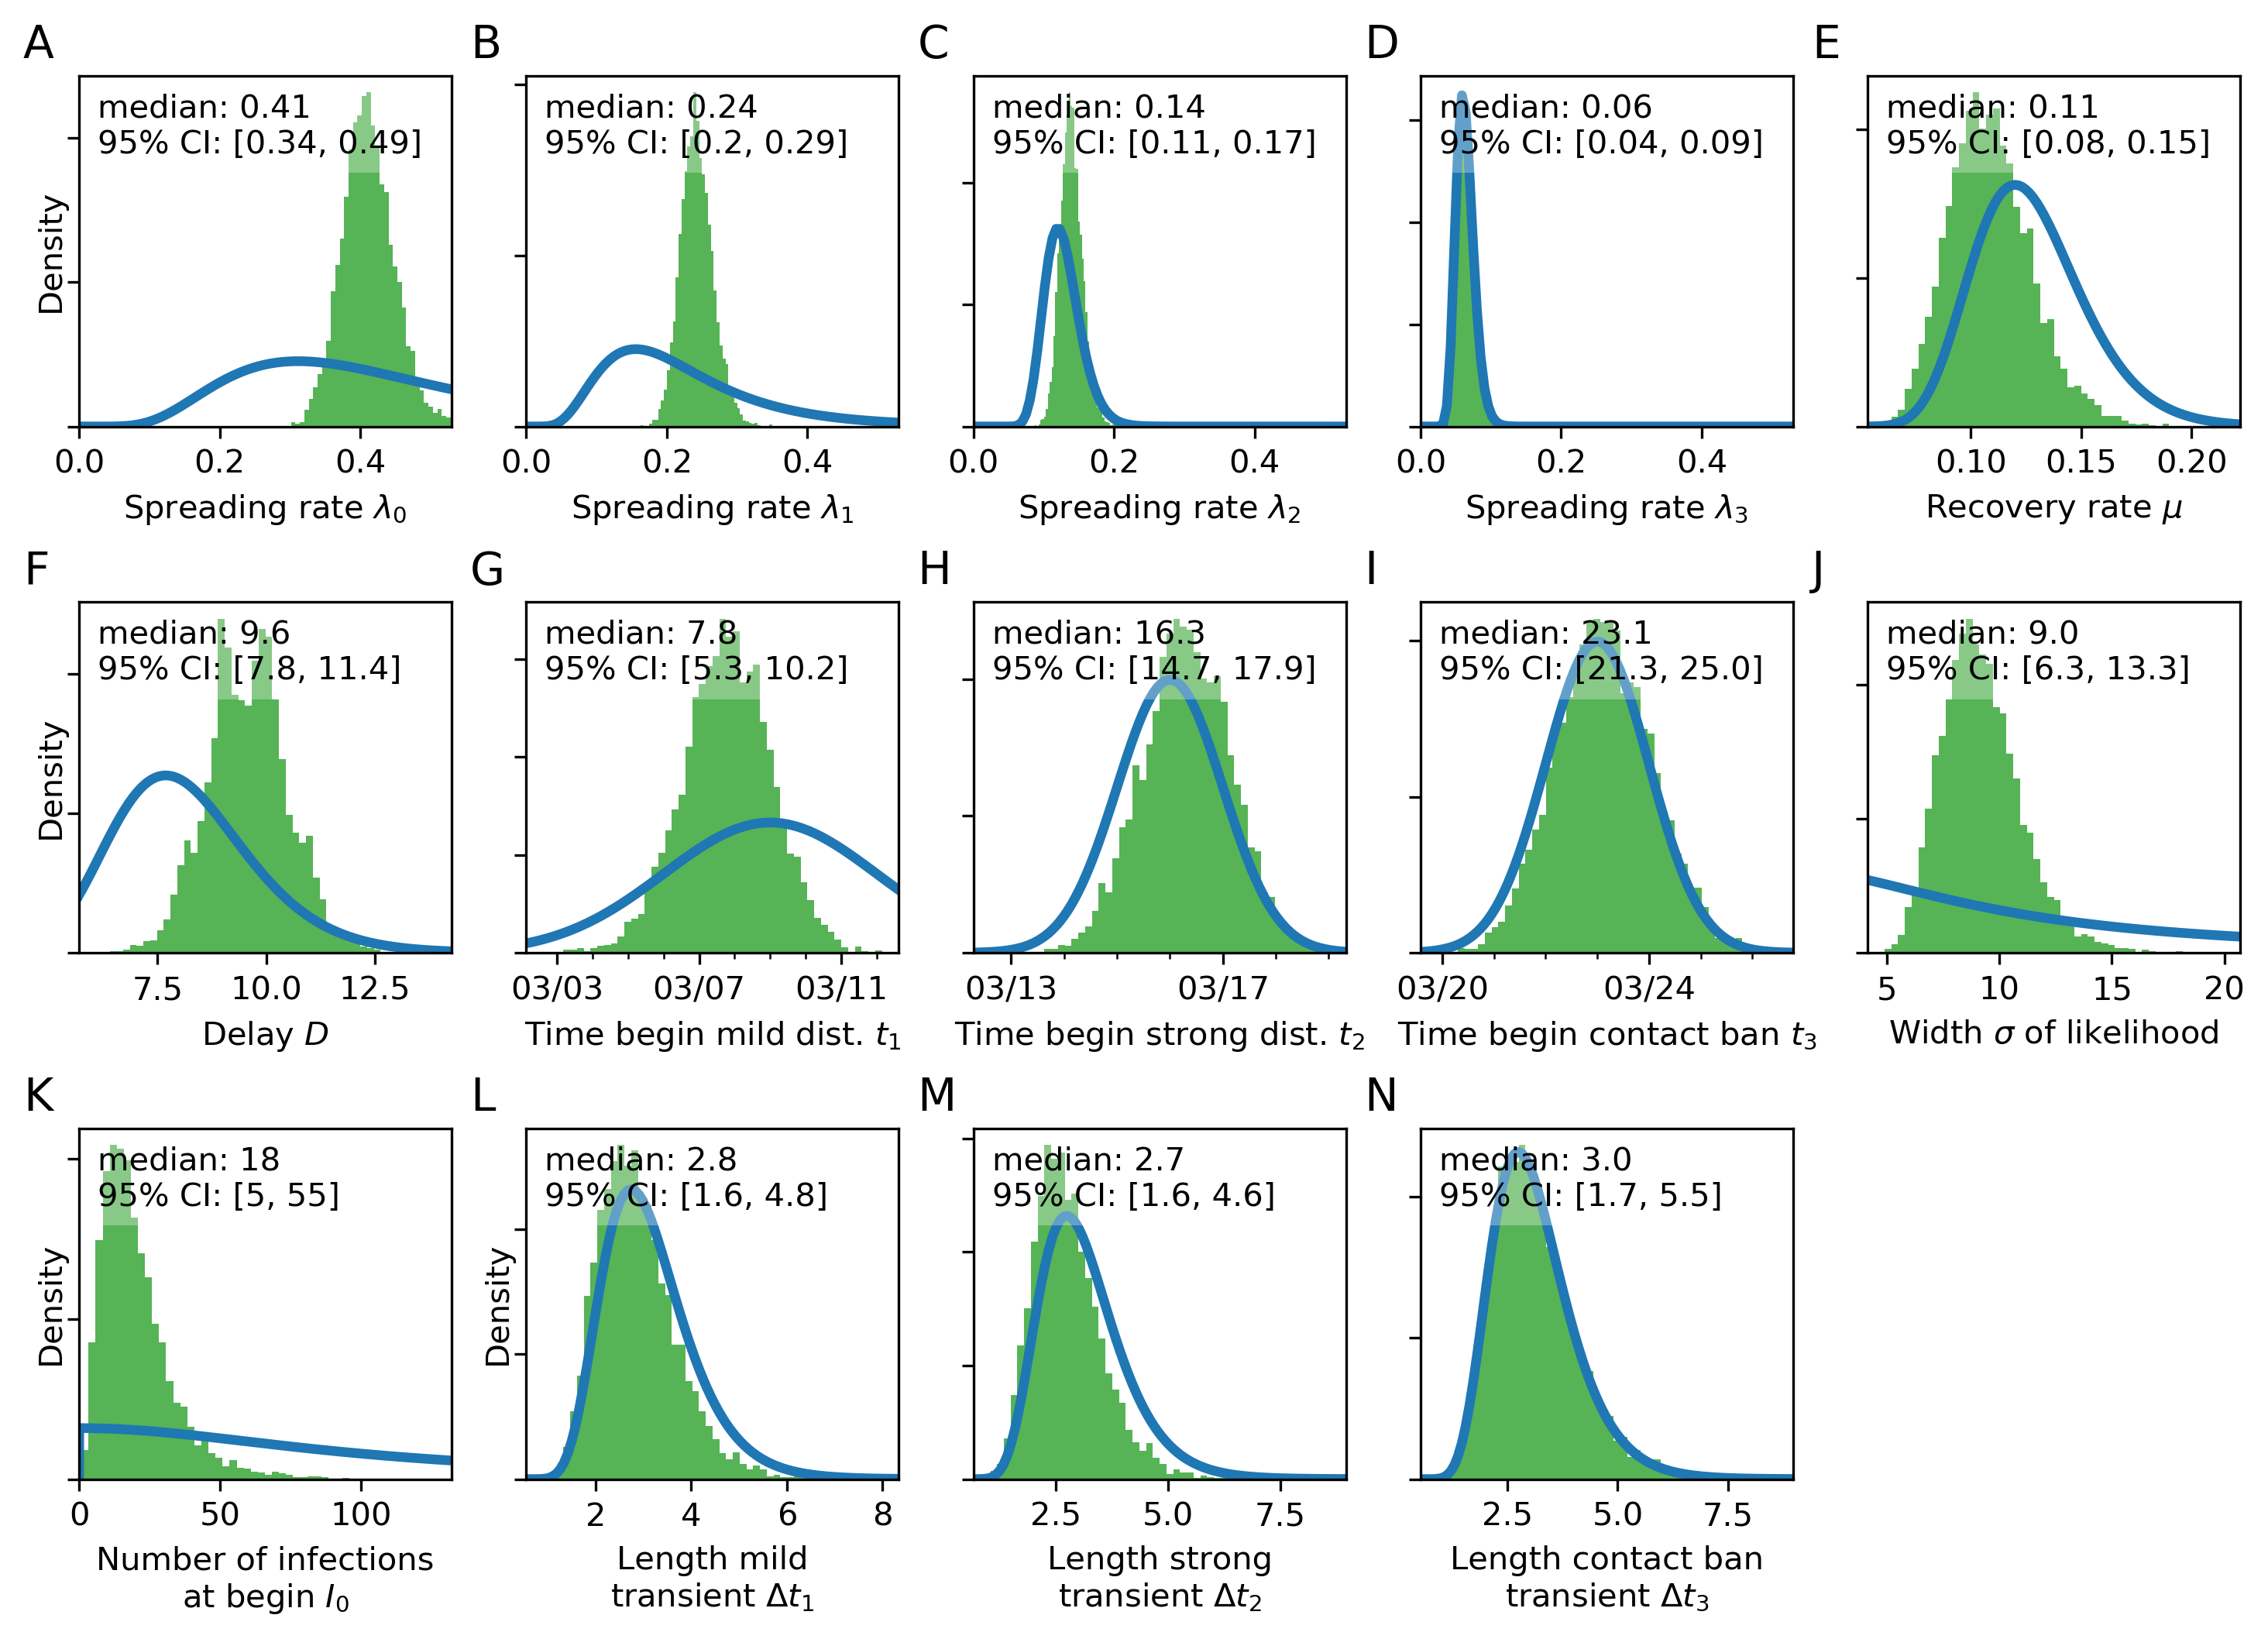 A
B
C
D
E
median: 0.41
95% CI: [0.34, 0.49]
median: 0.24
95% CI: [0.2, 0.29]
median: 0.14
95% CI: [0.11, 0.17]
median: 0.06
95% CI: [0.04, 0.09]
median: 0.11
95% CI: [0.08, 0.15]
Density
0.0 0.2 0.4
0.0 0.2 0.4
0.0 0.2 0.4
0.0 0.2 0.4
0.10 0.15 0.20
Spreading rate λ0
Spreading rate λ1
Spreading rate λ2
Spreading rate λ3
Recovery rate μ
F
G
H
I
J
median: 9.6
95% CI: [7.8, 11.4]
median: 7.8
95% CI: [5.3, 10.2]
median: 16.3
95% CI: [14.7, 17.9]
median: 23.1
95% CI: [21.3, 25.0]
median: 9.0
95% CI: [6.3, 13.3]
Density
7.5 10.0 12.5
03/03 03/07 03/11
03/13 03/17
03/20 03/24
5 10 15 20
Delay D
Time begin mild dist. t1
Time begin strong dist. t2
Time begin contact ban t3
Width σ of likelihood
K
L
M
N
median: 18
95% CI: [5, 55]
median: 2.8
95% CI: [1.6, 4.8]
median: 2.7
95% CI: [1.6, 4.6]
median: 3.0
95% CI: [1.7, 5.5]
Density
Density
0 50 100
2 4 6 8
2.5 5.0 7.5
2.5 5.0 7.5
Number of infections
at begin I0
Length mild
transient Δt1
Length strong
transient Δt2
Length contact ban
transient Δt3